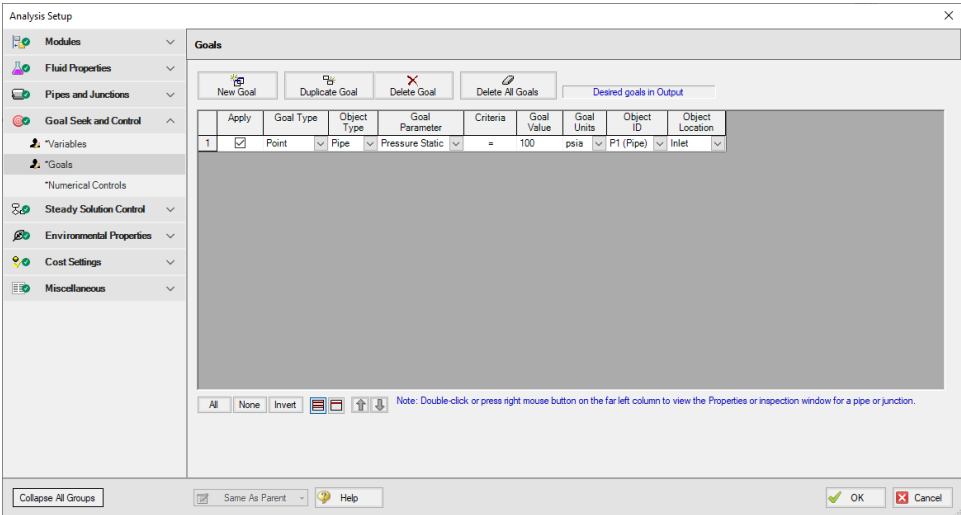 Analysis Setup
Modules
Fluid Properties
Pipes and Junctions
Goal Seek and Control
*Variables
*Goals
*Numerical Controls
Steady Solution Control
Environmental Properties
Cost Settings
Miscellaneous
Goals
New Goal
Duplicate Goal
Delete Goal
Delete All Goals
Desired goals in Output
Apply Goal Type Object Type Goal Parameter Criteria Goal Value Goal Units Object ID Object Location
1 Point Pipe Pressure Static = 100 psia P1 (Pipe) Inlet
All None Invert Note: Double-click or press right mouse button on the far left column to view the Properties or inspection window for a pipe or junction.
Collapse All Groups
Same As Parent
Help
OK
Cancel